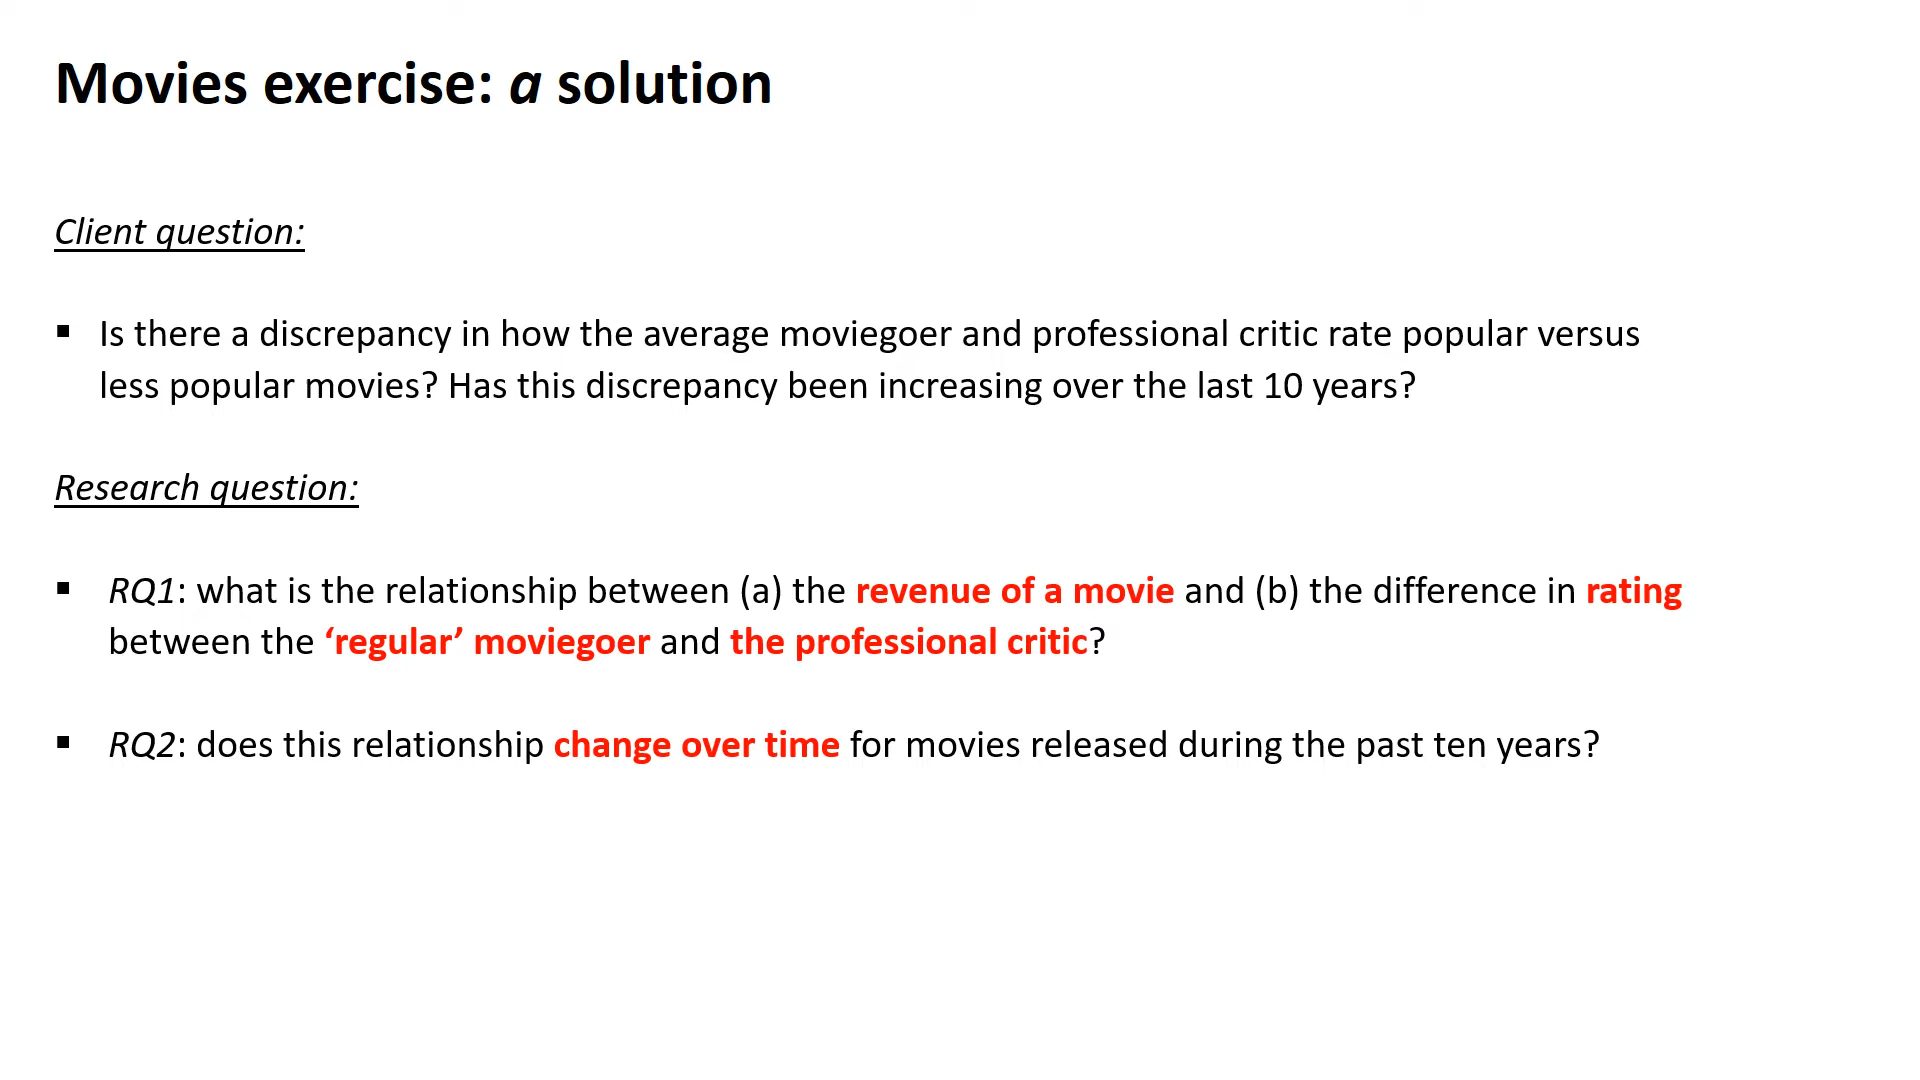 Movies exercise: a solution
Client question:
▪ Is there a discrepancy in how the average moviegoer and professional critic rate popular versus
less popular movies? Has this discrepancy been increasing over the last 10 years?
Research question:
▪ RQ1: what is the relationship between (a) the revenue of a movie and (b) the difference in rating
between the ‘regular’ moviegoer and the professional critic?
▪ RQ2: does this relationship change over time for movies released during the past ten years?